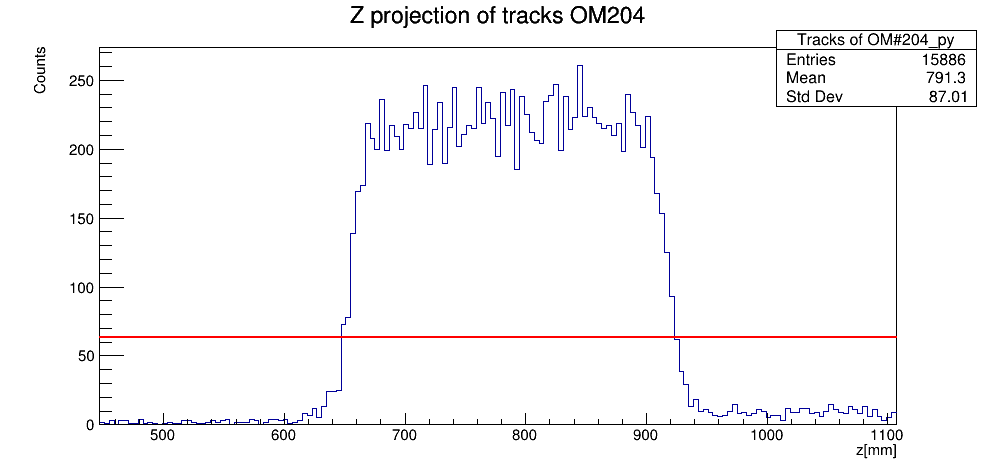 Z projection of tracks OM204
Tracks of OM#204_py
Entries 15886
Mean 791.3
Std Dev 87.01
Counts
250
200
150
100
50
0
500 600 700 800 900 1000 1100
z[mm]